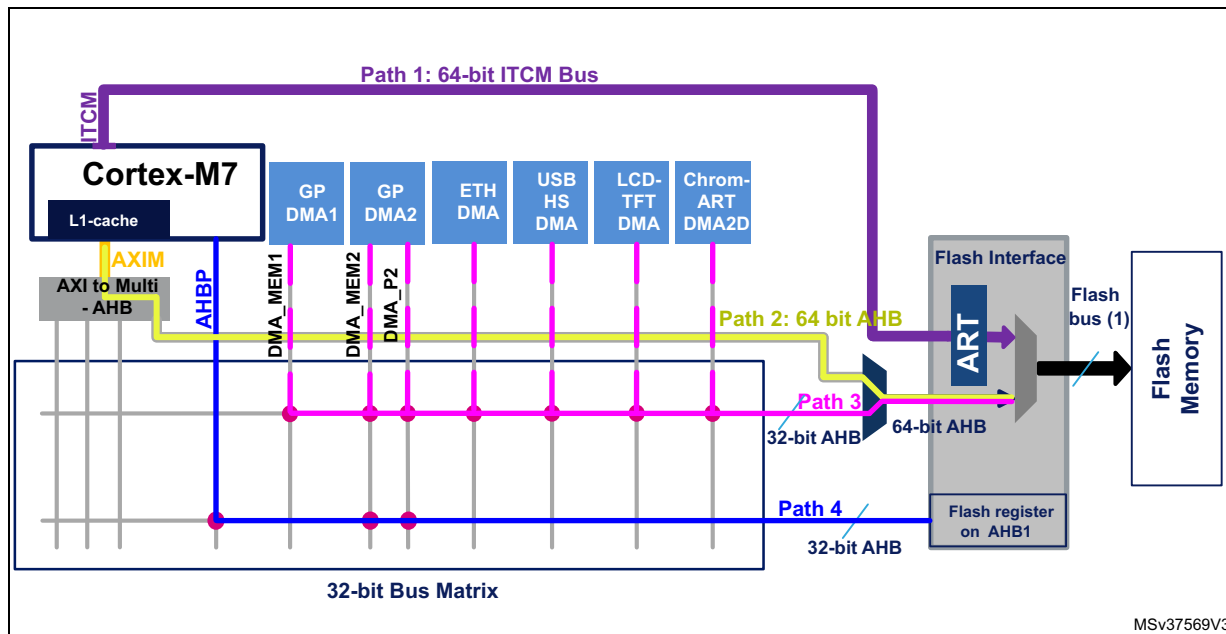 Path 1: 64-bit ITCM Bus
ITCM
Cortex-M7
L1-cache
GP
DMA1
GP
DMA2
ETH
DMA
USB
HS
DMA
LCD-
TFT
DMA
Chrom-
ART
DMA2D
AXIM
AXI to Multi
- AHB
AHBP
DMA_MEM1
DMA_MEM2
DMA_P2
Path 2: 64 bit AHB
Flash Interface
ART
Flash
bus (1)
Flash
Memory
Path 3
32-bit AHB
64-bit AHB
Path 4
32-bit AHB
Flash register
on AHB1
32-bit Bus Matrix
MSv37569V3